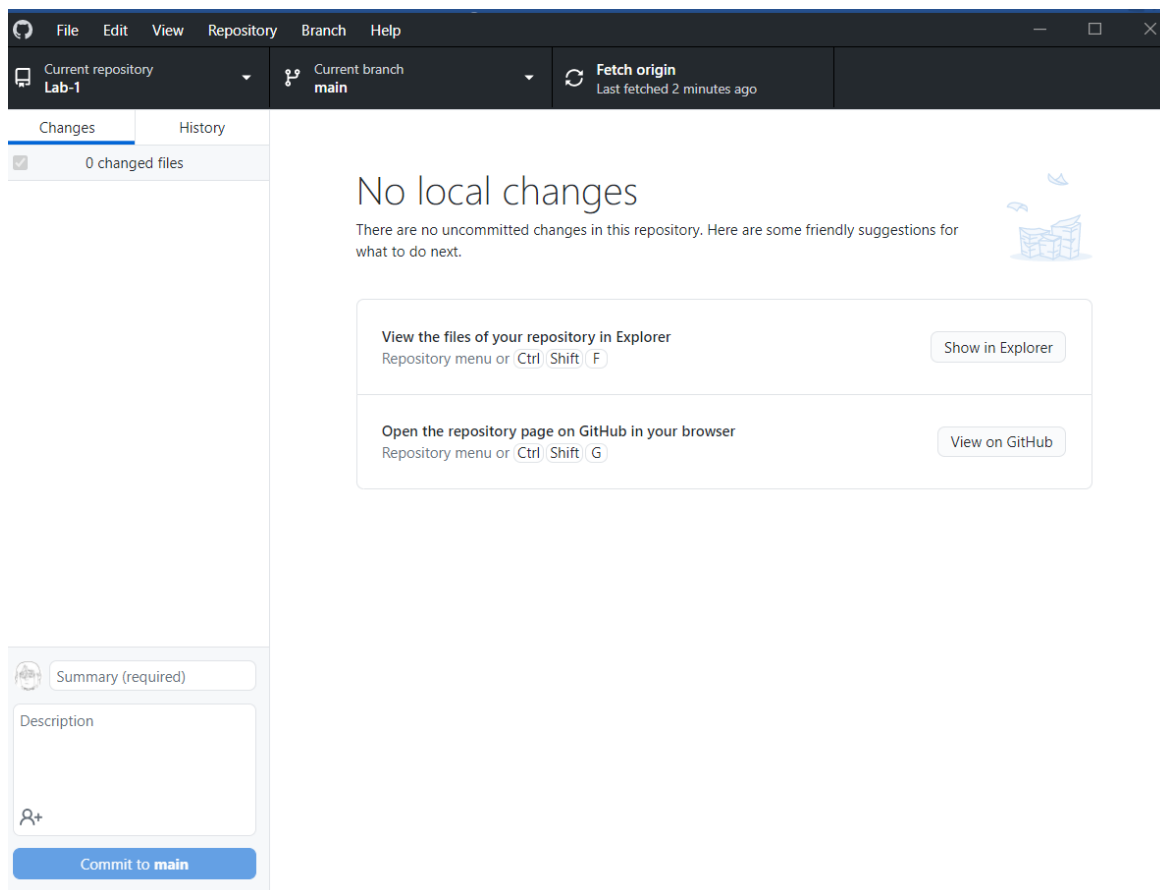 File Edit View Repository Branch Help
Current repository
Lab-1
Current branch
main
Fetch origin
Last fetched 2 minutes ago
Changes
History
0 changed files
No local changes
There are no uncommitted changes in this repository. Here are some friendly suggestions for
what to do next.
View the files of your repository in Explorer
Repository menu or Ctrl Shift F
Show in Explorer
Open the repository page on GitHub in your browser
Repository menu or Ctrl Shift G
View on GitHub
Summary (required)
Description
Commit to main